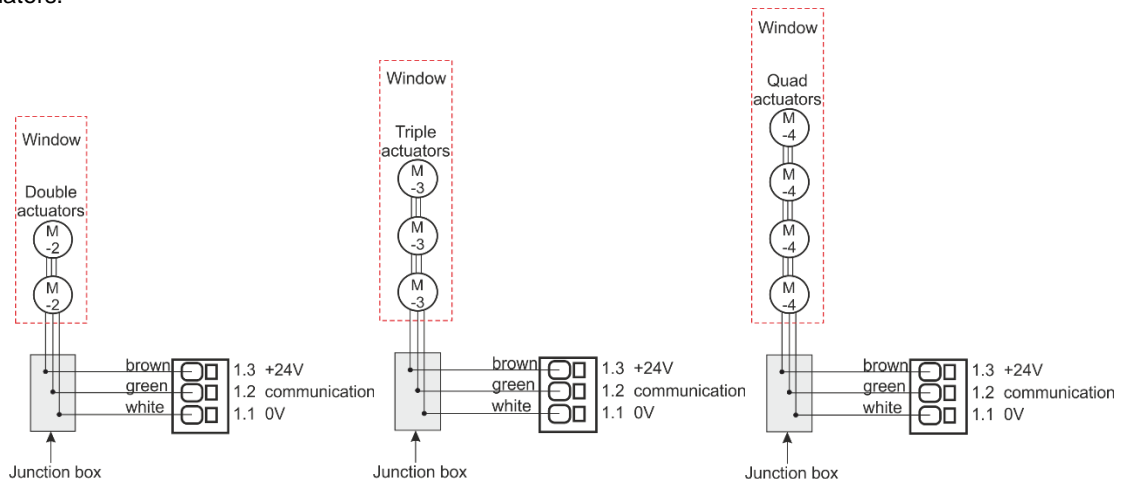 Window
Double
actuators
M
-2
M
-2
brown
green
white
1.3 +24V
1.2 communication
1.1 0V
Junction box
Window
Triple
actuators
M
-3
M
-3
M
-3
brown
green
white
1.3 +24V
1.2 communication
1.1 0V
Junction box
Window
Quad
actuators
M
-4
M
-4
M
-4
M
-4
brown
green
white
1.3 +24V
1.2 communication
1.1 0V
Junction box